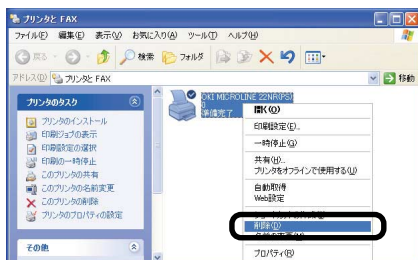 プリンタと FAX
ファイル(F) 編集(E) 表示(V) お気に入り(A) ツール(T) ヘルプ(H)
戻る 検索 フォルダ
アドレス(D) プリンタと FAX 移動
プリンタのタスク
プリンタのインストール
印刷ジョブの表示
印刷設定の選択
印刷の一時停止
このプリンタの共有
このプリンタの名前変更
このプリンタの削除
プリンタのプロパティの設定
その他
OKI MICROLINE 22NR(PS)
0
準備完了
開く(O)
印刷設定(E)...
一時停止(G)
共有(H)...
プリンタをオフラインで使用する(U)
自動取得
Web設定
削除(D)
プロパティ(R)